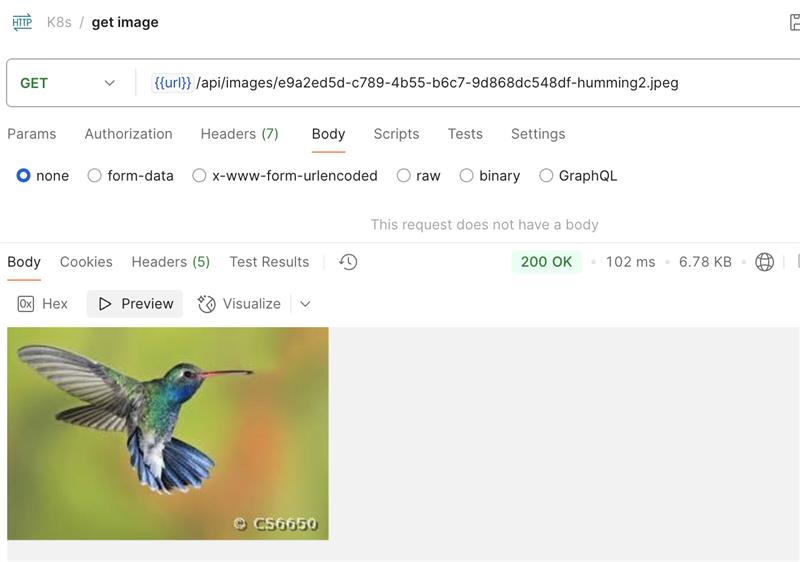 HTTP K8s / get image
GET {{url}} /api/images/e9a2ed5d-c789-4b55-b6c7-9d868dc548df-humming2.jpeg
Params Authorization Headers (7) Body Scripts Tests Settings
none form-data x-www-form-urlencoded raw binary GraphQL
This request does not have a body
Body Cookies Headers (5) Test Results 200 OK • 102 ms • 6.78 KB •
0x Hex Preview Visualize
© CS6650